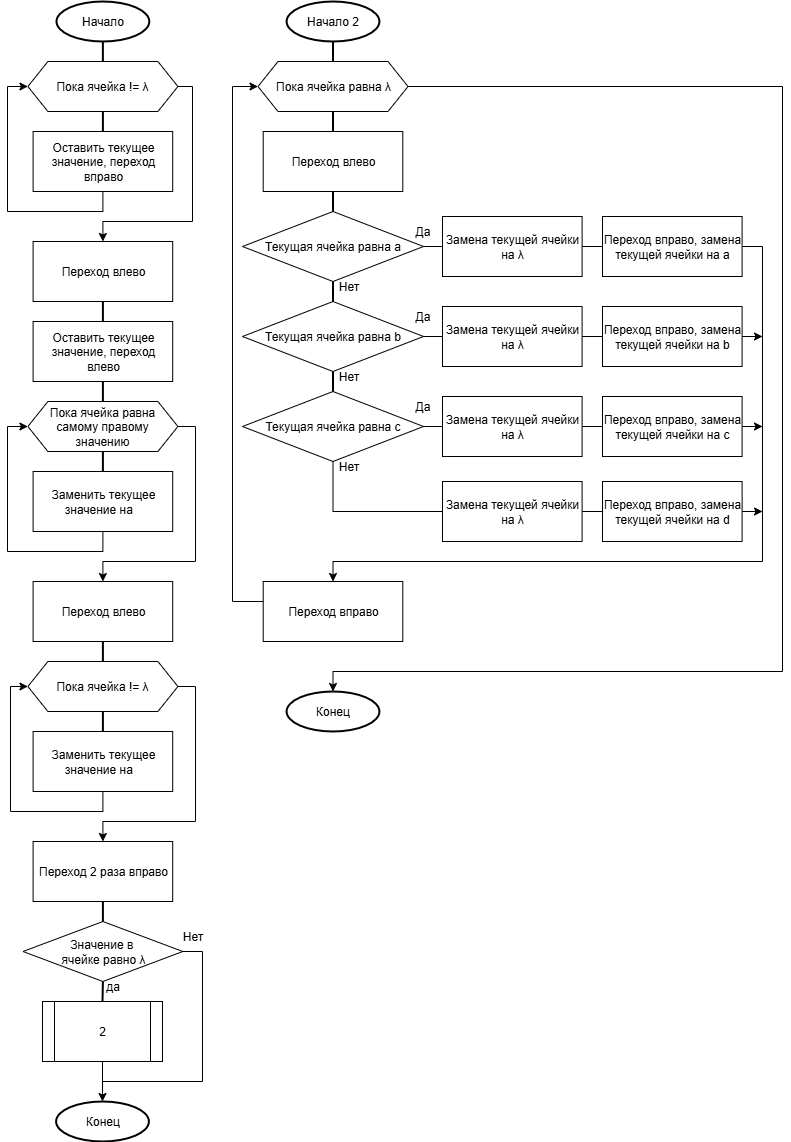 Начало
Пока ячейка != λ
Оставить текущее
значение, переход
вправо
Переход влево
Оставить текущее
значение, переход
влево
Пока ячейка равна
самому правому
значению
Заменить текущее
значение на
Переход влево
Пока ячейка != λ
Заменить текущее
значение на
Переход 2 раза вправо
Значение в
ячейке равно λ
Нет
да
2
Конец
Начало 2
Пока ячейка равна λ
Переход влево
Текущая ячейка равна a
Да
Замена текущей ячейки
на λ
Переход вправо, замена
текущей ячейки на a
Нет
Текущая ячейка равна b
Да
Замена текущей ячейки
на λ
Переход вправо, замена
текущей ячейки на b
Нет
Текущая ячейка равна c
Да
Замена текущей ячейки
на λ
Переход вправо, замена
текущей ячейки на c
Нет
Замена текущей ячейки
на λ
Переход вправо, замена
текущей ячейки на d
Переход вправо
Конец